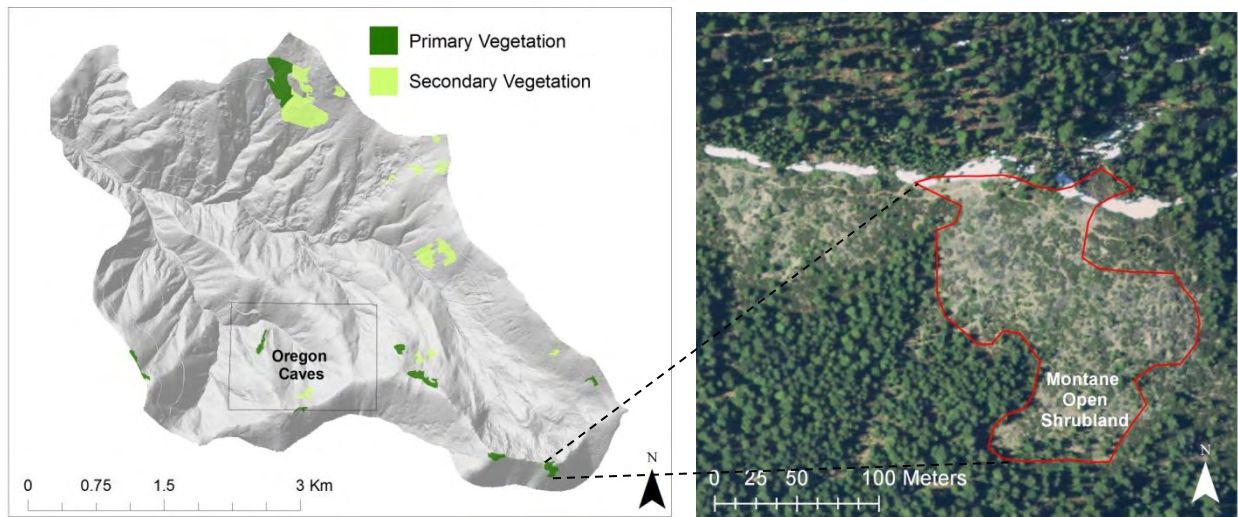 Primary Vegetation
Secondary Vegetation
Oregon
Caves
N
0 0.75 1.5 3 Km
Montane
Open
Shrubland
N
0 25 50 100 Meters